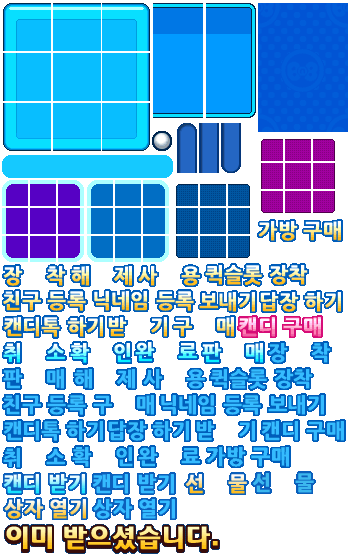 가방 구매
장 착 해 제 사 용 퀵슬롯 장착
친구 등록 닉네임 등록 보내기 답장 하기
캔디톡 하기 받 기 구 매 캔디 구매
취 소 확 인 완 료 판 매 장 착
판 매 해 제 사 용 퀵슬롯 장착
친구 등록 구 매 닉네임 등록 보내기
캔디톡 하기 답장 하기 받 기 캔디 구매
취 소 확 인 완 료 가방 구매
캔디 받기 캔디 받기 선 물 선 물
상자 열기 상자 열기
이미 받으셨습니다.